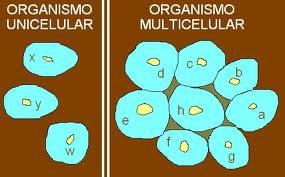 ORGANISMO
UNICELULAR
x
y
w
ORGANISMO
MULTICELULAR
d
c
b
e
h
a
f
g